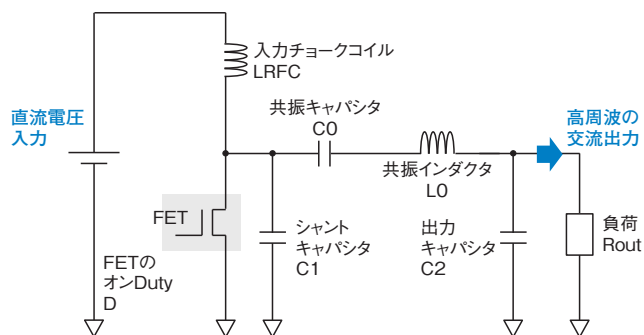 入力チョークコイル
LRFC
直流電圧
入力
共振キャパシタ
C0
高周波の
交流出力
共振インダクタ
L0
FET
シャント
キャパシタ
C1
出力
キャパシタ
C2
負荷
Rout
FETの
オンDuty
D